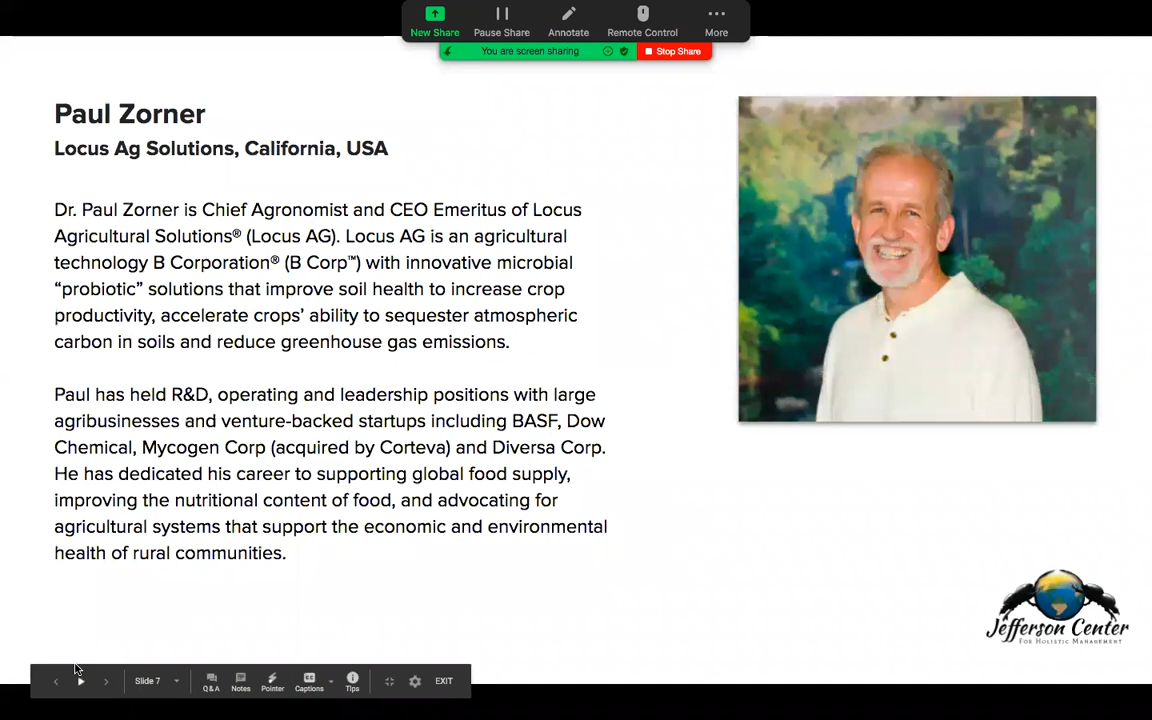 New Share
Pause Share
Annotate
Remote Control
More
You are screen sharing
Stop Share
Paul Zorner
Locus Ag Solutions, California, USA
Dr. Paul Zorner is Chief Agronomist and CEO Emeritus of Locus
Agricultural Solutions® (Locus AG). Locus AG is an agricultural
technology B Corporation® (B Corp™) with innovative microbial
“probiotic” solutions that improve soil health to increase crop
productivity, accelerate crops’ ability to sequester atmospheric
carbon in soils and reduce greenhouse gas emissions.
Paul has held R&D, operating and leadership positions with large
agribusinesses and venture-backed startups including BASF, Dow
Chemical, Mycogen Corp (acquired by Corteva) and Diversa Corp.
He has dedicated his career to supporting global food supply,
improving the nutritional content of food, and advocating for
agricultural systems that support the economic and environmental
health of rural communities.
Jefferson Center
For Holistic Management
Slide 7
Q&A
Notes
Pointer
Captions
Tips
EXIT